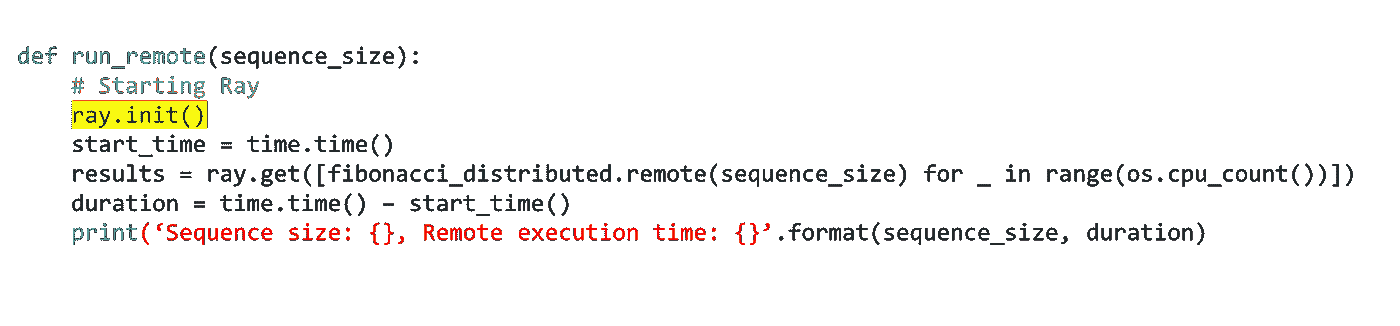 def run_remote(sequence_size):
    # Starting Ray
    ray.init()
    start_time = time.time()
    results = ray.get([fibonacci_distributed.remote(sequence_size) for _ in range(os.cpu_count())])
    duration = time.time() – start_time()
    print(‘Sequence size: {}, Remote execution time: {}’.format(sequence_size, duration)